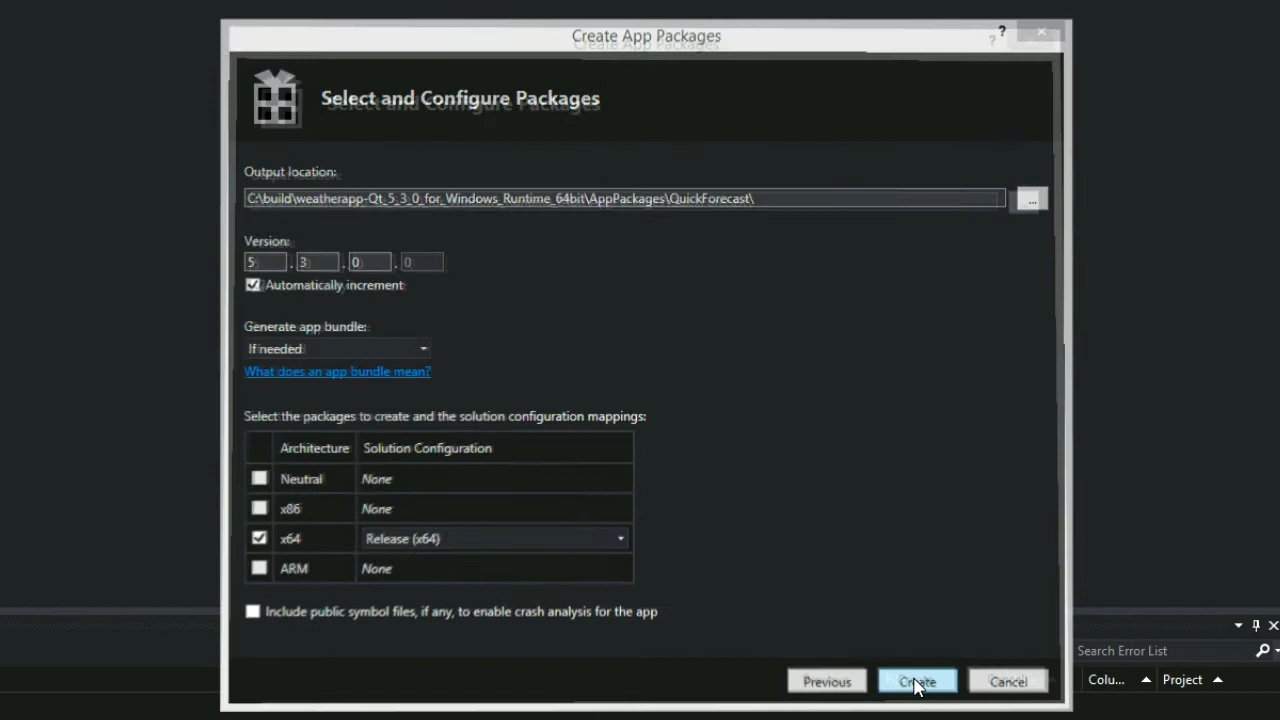 Create App Packages
?
Select and Configure Packages
Output location:
C:\build\weatherapp-Qt_5_3_0_for_Windows_Runtime_64bit\AppPackages\QuickForecast\
...
Version:
5 . 3 . 0 . 0
Automatically increment
Generate app bundle:
If needed
What does an app bundle mean?
Select the packages to create and the solution configuration mappings:
Architecture Solution Configuration
Neutral None
x86 None
x64 Release (x64)
ARM None
Include public symbol files, if any, to enable crash analysis for the app
Search Error List
Previous Create Cancel
Colu... Project